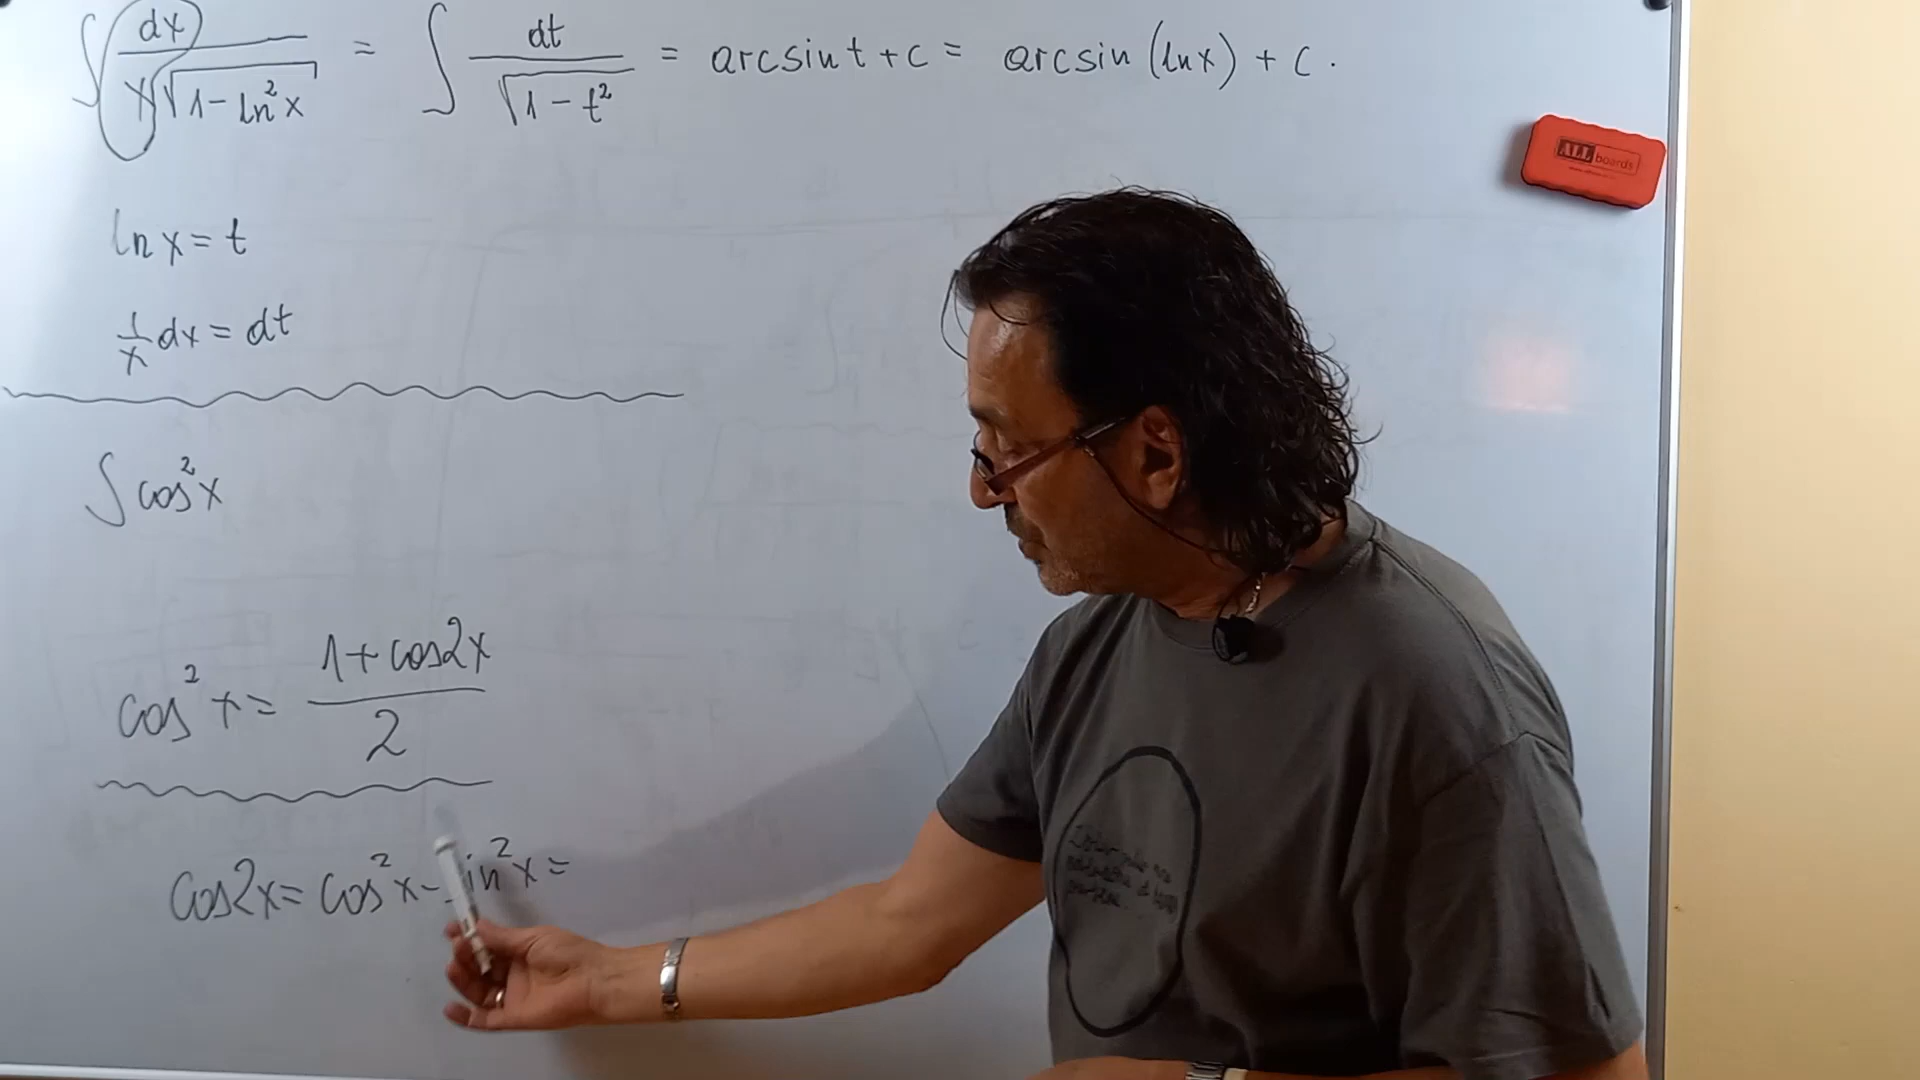 ∫ dx / (x√(1 - ln²x)) = ∫ dt / √(1 - t²) = arcsin t + c = arcsin (ln x) + c.
ALL boards
ln x = t
1/x dx = dt
∫ cos²x
cos²x = (1 + cos2x) / 2
cos2x = cos²x - in²x =